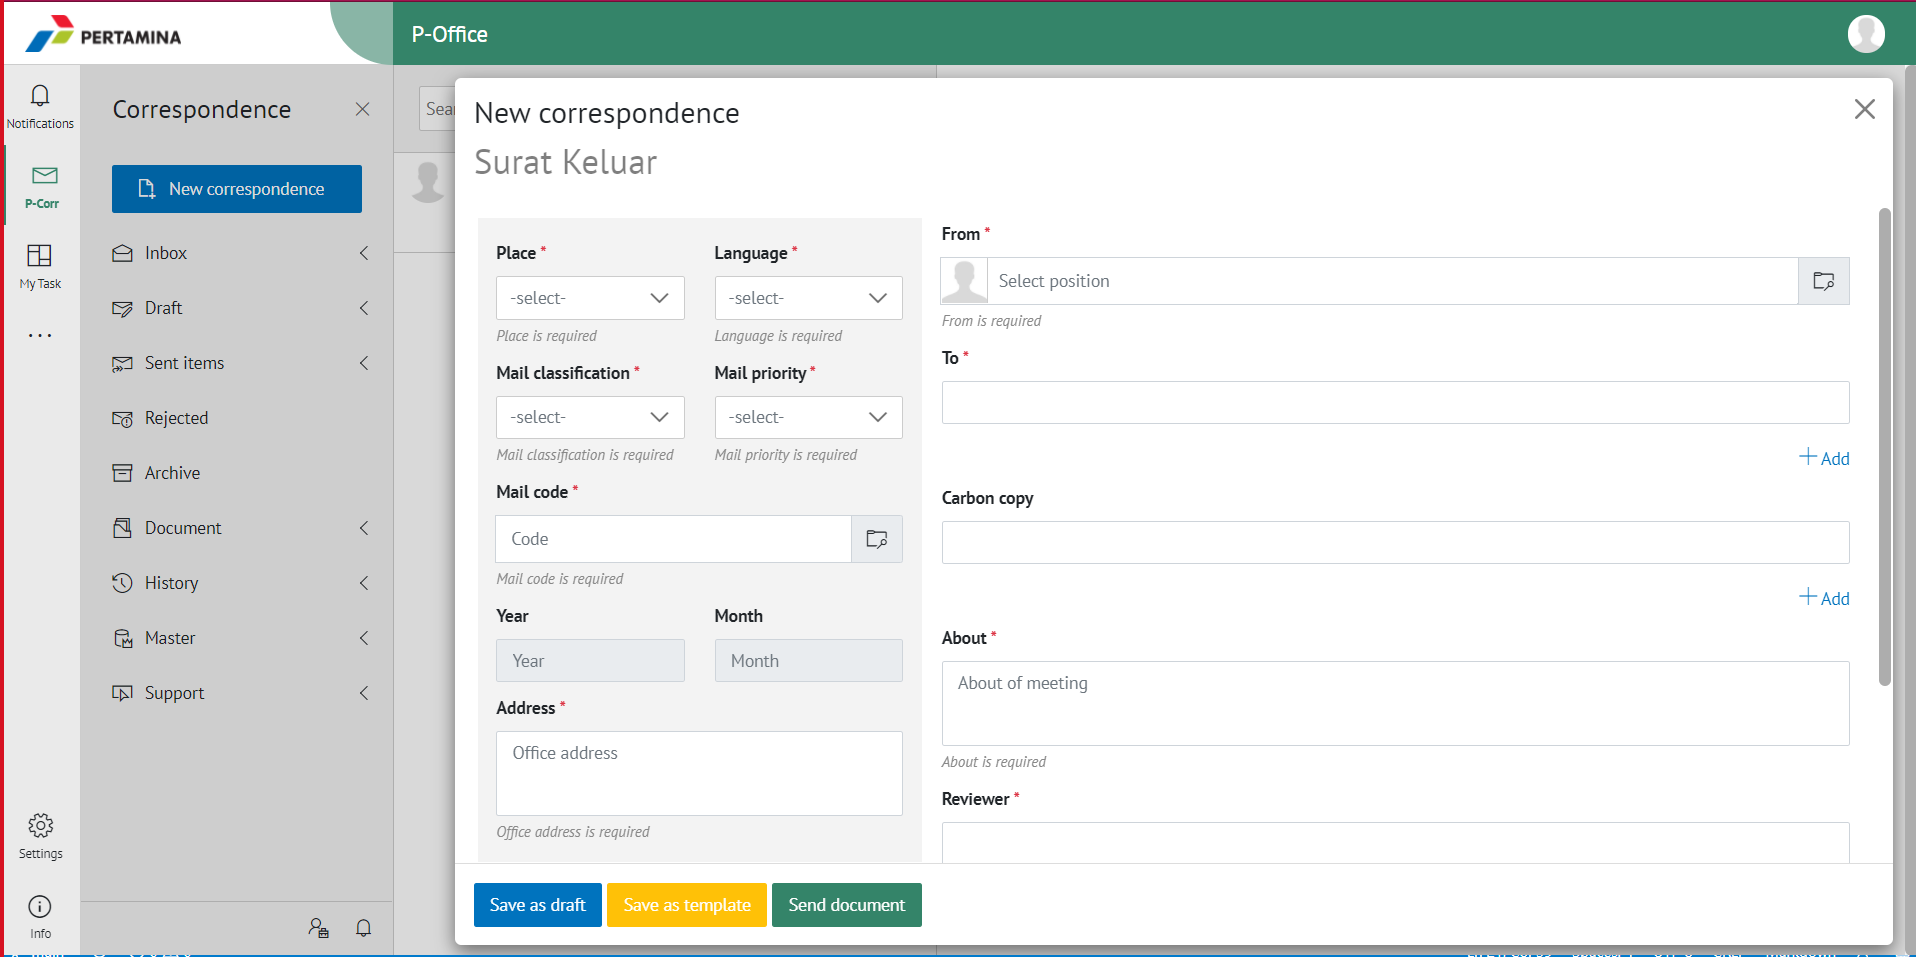 PERTAMINA
P-Office
Notifications
P-Corr
My Task
...
Settings
Info
Correspondence
New correspondence
Inbox
Draft
Sent items
Rejected
Archive
Document
History
Master
Support
New correspondence
Surat Keluar
Place *
Language *
-select-
-select-
Place is required
Language is required
Mail classification *
Mail priority *
-select-
-select-
Mail classification is required
Mail priority is required
Mail code *
Code
Mail code is required
Year
Month
Year
Month
Address *
Office address
Office address is required
From *
Select position
From is required
To *
+ Add
Carbon copy
+ Add
About *
About of meeting
About is required
Reviewer *
Save as draft
Save as template
Send document